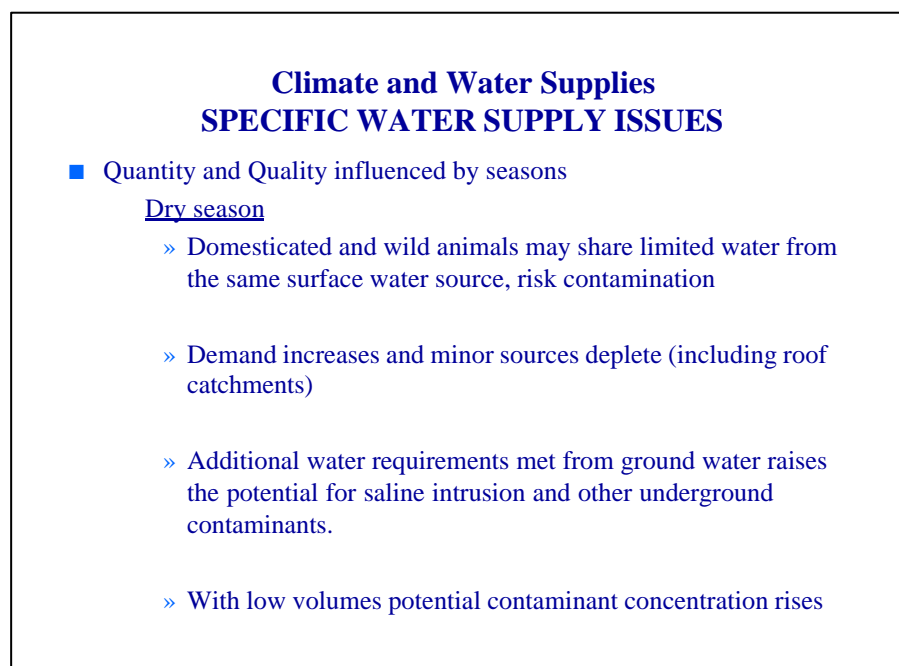 Climate and Water Supplies
SPECIFIC WATER SUPPLY ISSUES
■ Quantity and Quality influenced by seasons
Dry season
» Domesticated and wild animals may share limited water from
the same surface water source, risk contamination
» Demand increases and minor sources deplete (including roof
catchments)
» Additional water requirements met from ground water raises
the potential for saline intrusion and other underground
contaminants.
» With low volumes potential contaminant concentration rises